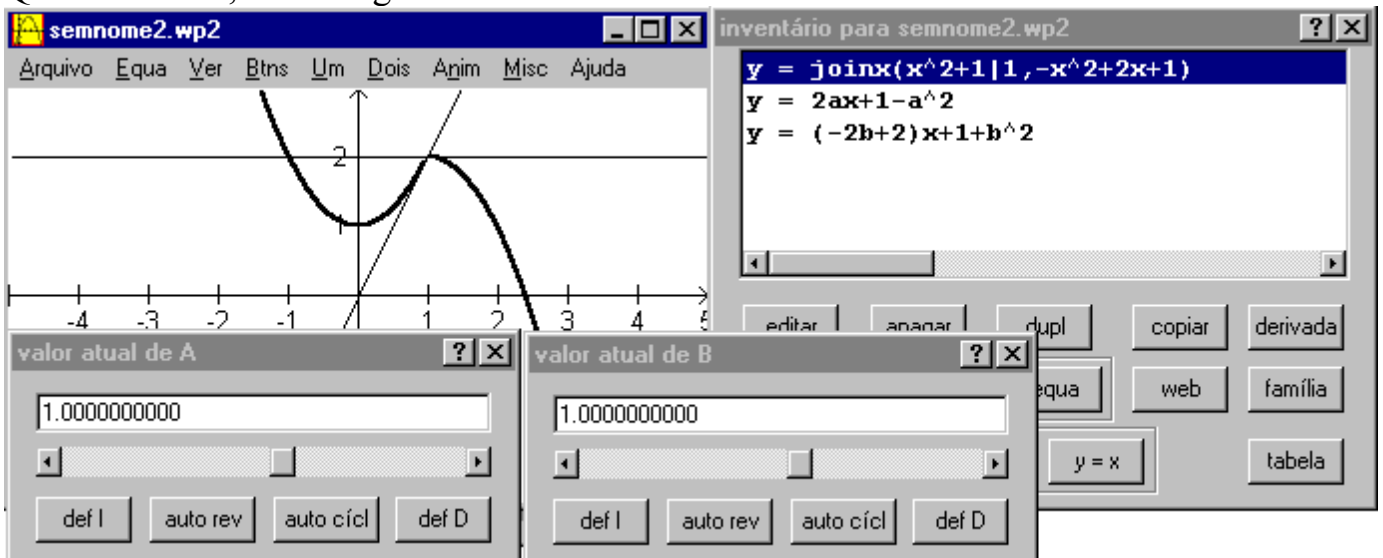 semnome2.wp2
Arquivo Equa Ver Btns Um Dois Anim Misc Ajuda
2
1
-4 -3 -2 -1 1 2 3 4 5
inventário para semnome2.wp2
y = joinx(x^2+1|1,-x^2+2x+1)
y = 2ax+1-a^2
y = (-2b+2)x+1+b^2
editar apagar dupl copiar derivada
equa web família
y = x tabela
valor atual de A
1.0000000000
def I auto rev auto cícl def D
valor atual de B
1.0000000000
def I auto rev auto cícl def D